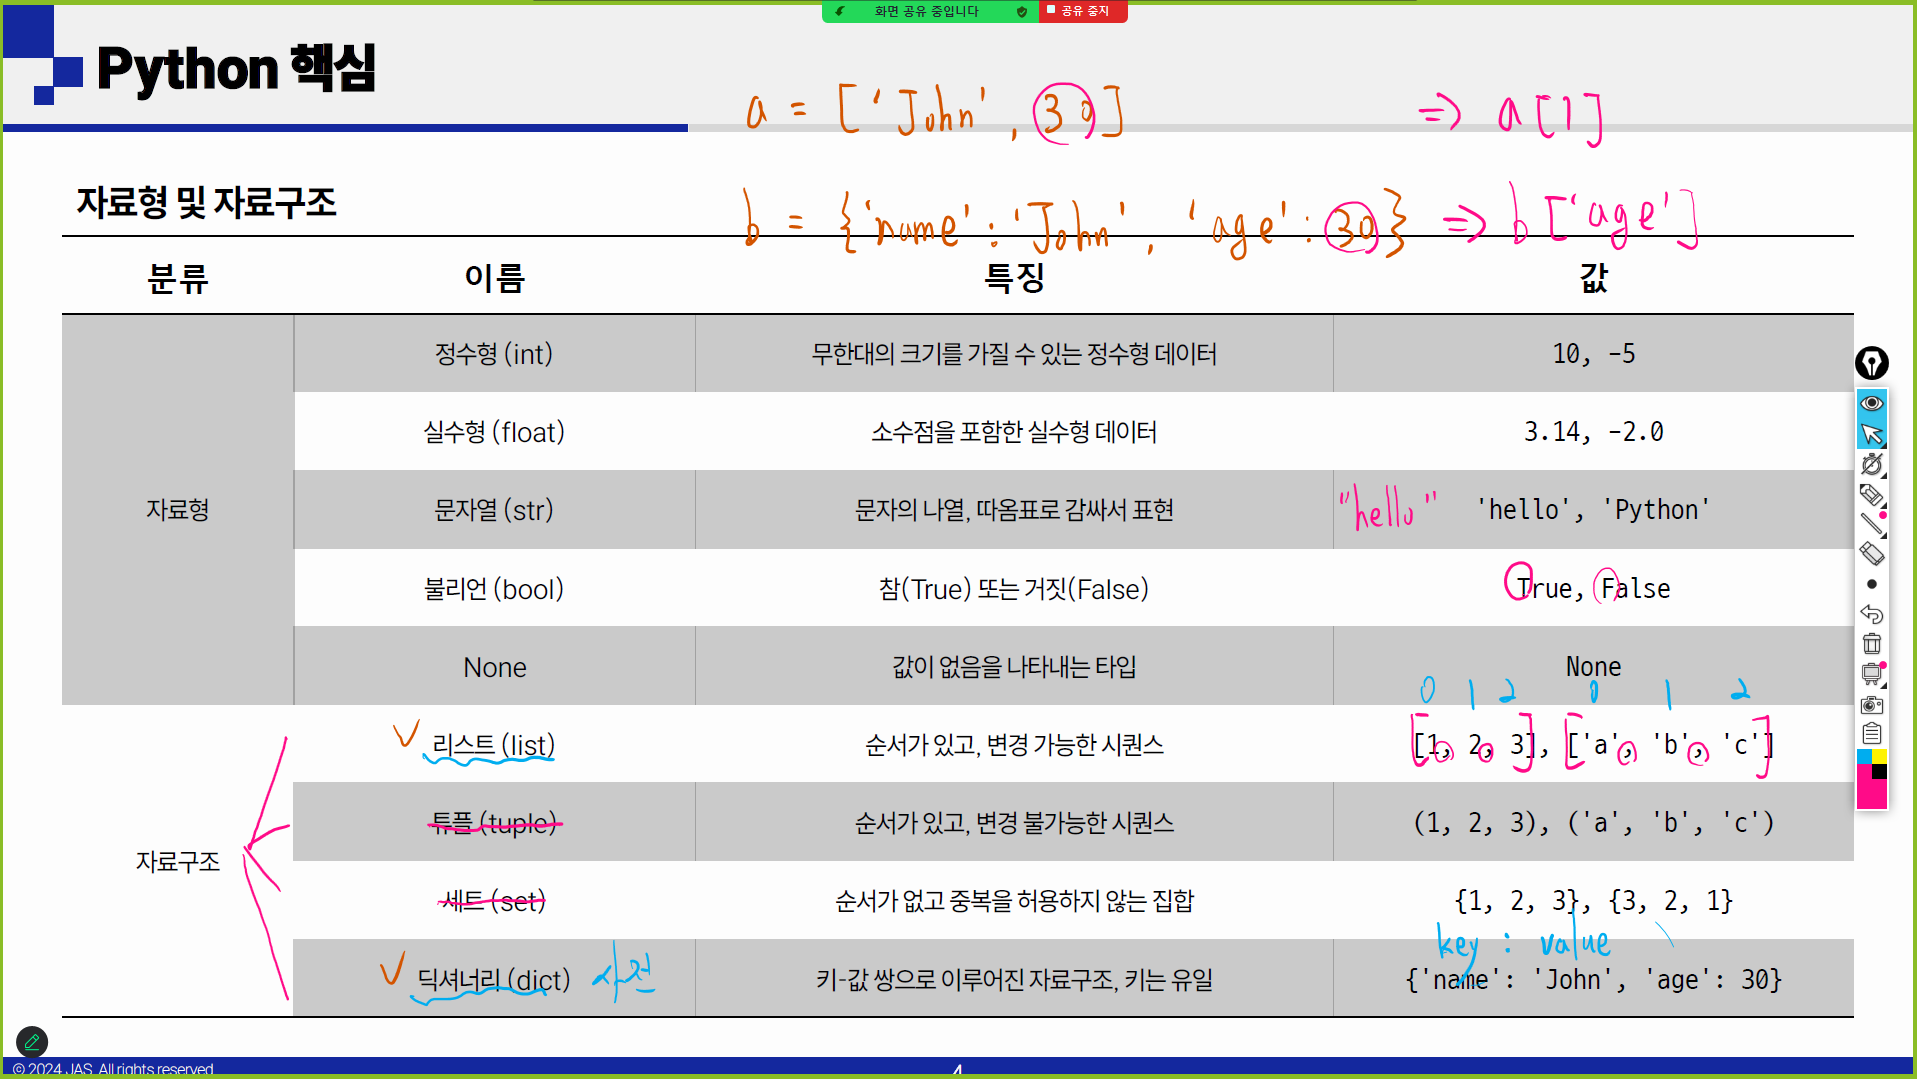 화면 공유 중입니다 공유 중지
Python 핵심
a = ['John', 30] => a[1]
자료형 및 자료구조
b = {'name':'John', 'age':30} => b['age']
분류 이름 특징 값
정수형 (int) 무한대의 크기를 가질 수 있는 정수형 데이터 10, -5
실수형 (float) 소수점을 포함한 실수형 데이터 3.14, -2.0
자료형 문자열 (str) 문자의 나열, 따옴표로 감싸서 표현 "hello" 'hello', 'Python'
불리언 (bool) 참(True) 또는 거짓(False) True, False
None 값이 없음을 나타내는 타입 None
0 1 2 0 1 2
리스트 (list) 순서가 있고, 변경 가능한 시퀀스 [1, 2, 3], ['a', 'b', 'c']
튜플 (tuple) 순서가 있고, 변경 불가능한 시퀀스 (1, 2, 3), ('a', 'b', 'c')
자료구조
세트 (set) 순서가 없고 중복을 허용하지 않는 집합 {1, 2, 3}, {3, 2, 1}
key : value
딕셔너리 (dict) 사전 키-값 쌍으로 이루어진 자료구조, 키는 유일 {'name': 'John', 'age': 30}
© 2024 JAS. All rights reserved 4